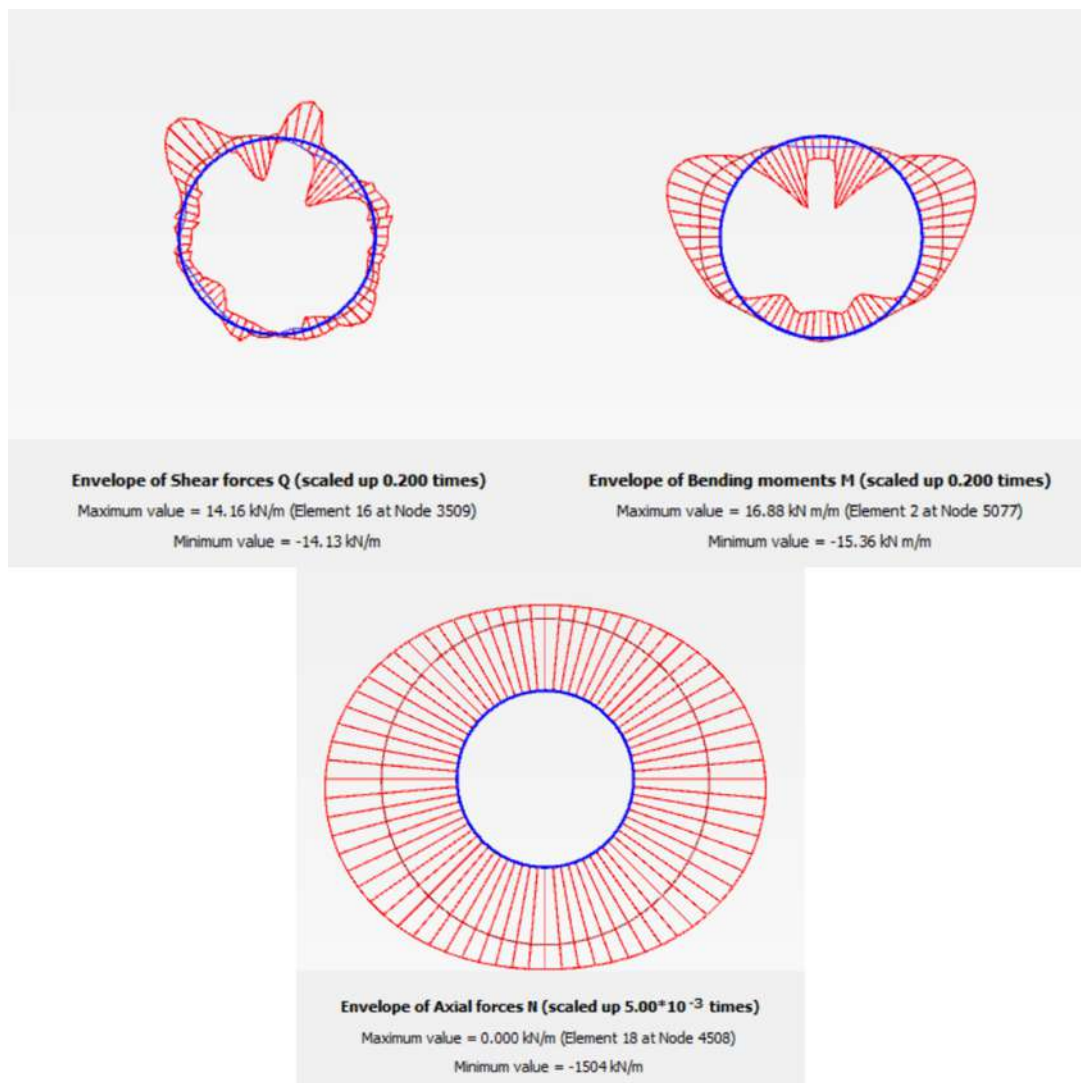 Envelope of Shear forces Q (scaled up 0.200 times)
Maximum value = 14.16 kN/m (Element 16 at Node 3509)
Minimum value = -14.13 kN/m
Envelope of Bending moments M (scaled up 0.200 times)
Maximum value = 16.88 kN m/m (Element 2 at Node 5077)
Minimum value = -15.36 kN m/m
Envelope of Axial forces N (scaled up 5.00*10 -3 times)
Maximum value = 0.000 kN/m (Element 18 at Node 4508)
Minimum value = -1504 kN/m